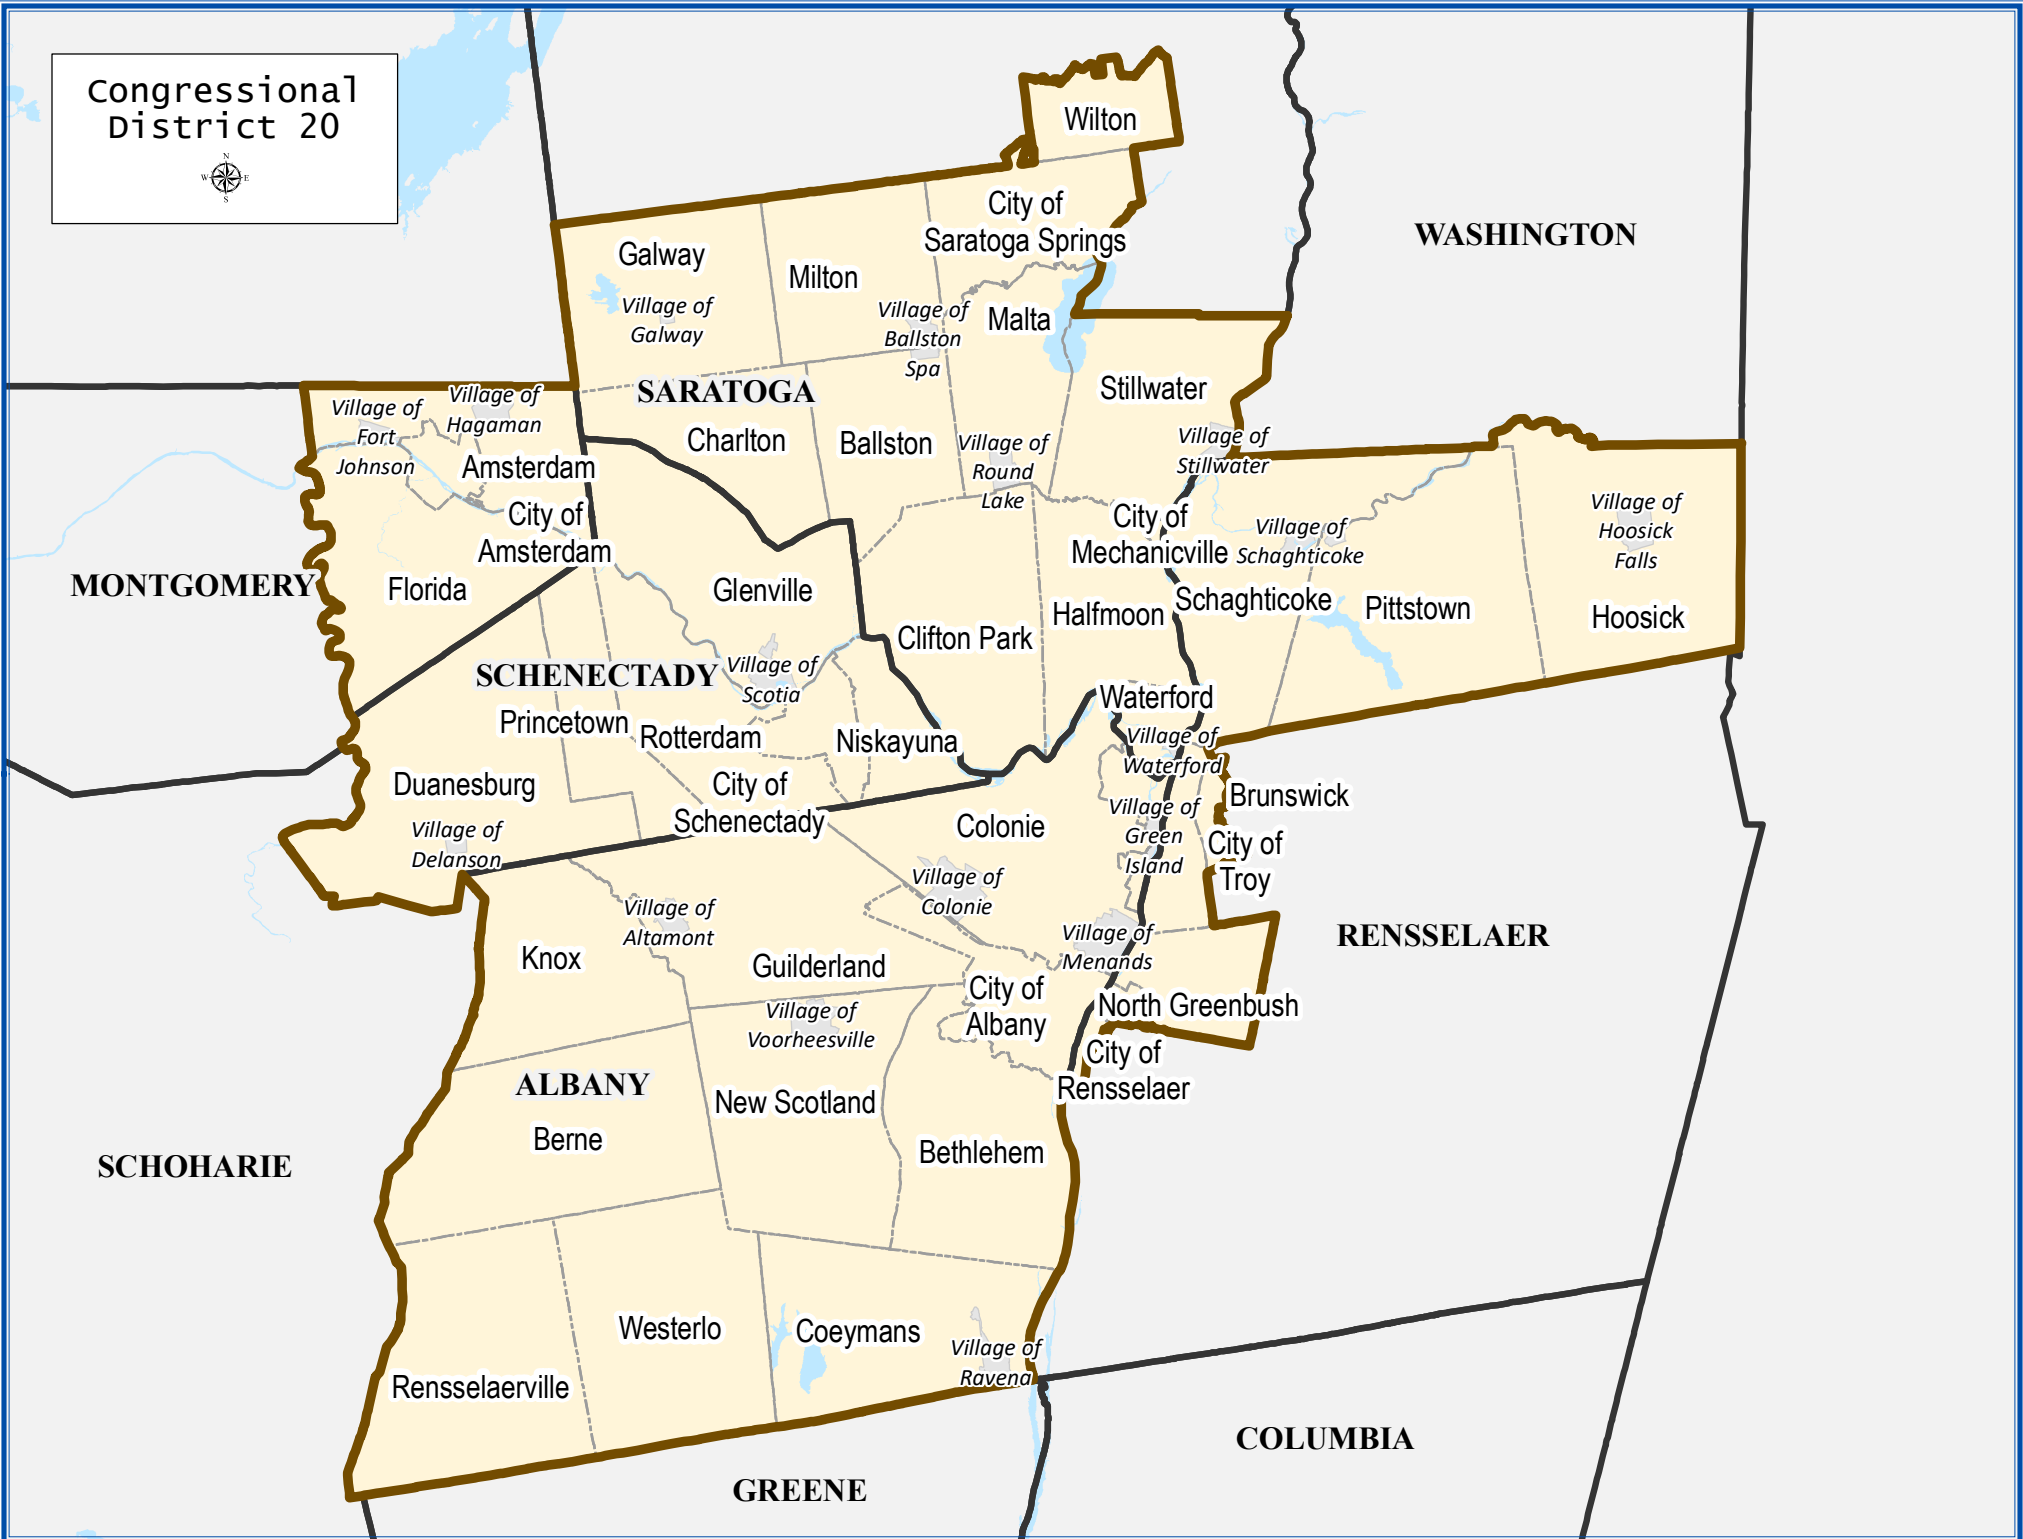 Congressional
District 20
N
W
E
S
Wilton
City of
Saratoga Springs
WASHINGTON
Galway
Milton
Village of
Galway
Village of
Ballston
Spa
Malta
SARATOGA
Stillwater
Village of
Fort
Johnson
Village of
Hagaman
Charlton
Ballston
Village of
Round
Lake
Village of
Stillwater
Amsterdam
City of
Amsterdam
City of
Mechanicville
Village of
Schaghticoke
Village of
Hoosick
Falls
MONTGOMERY
Florida
Glenville
Halfmoon
Schaghticoke
Pittstown
Hoosick
Clifton Park
SCHENECTADY
Village of
Scotia
Waterford
Princetown
Rotterdam
Niskayuna
Village of
Waterford
Duanesburg
City of
Schenectady
Brunswick
Village of
Delanson
Colonie
Village of
Green
Island
City of
Troy
Village of
Colonie
Village of
Altamont
Village of
Menands
RENSSELAER
Knox
Guilderland
City of
Albany
North Greenbush
Village of
Voorheesville
City of
Rensselaer
ALBANY
New Scotland
Berne
Bethlehem
SCHOHARIE
Westerlo
Coeymans
Village of
Ravena
Rensselaerville
COLUMBIA
GREENE